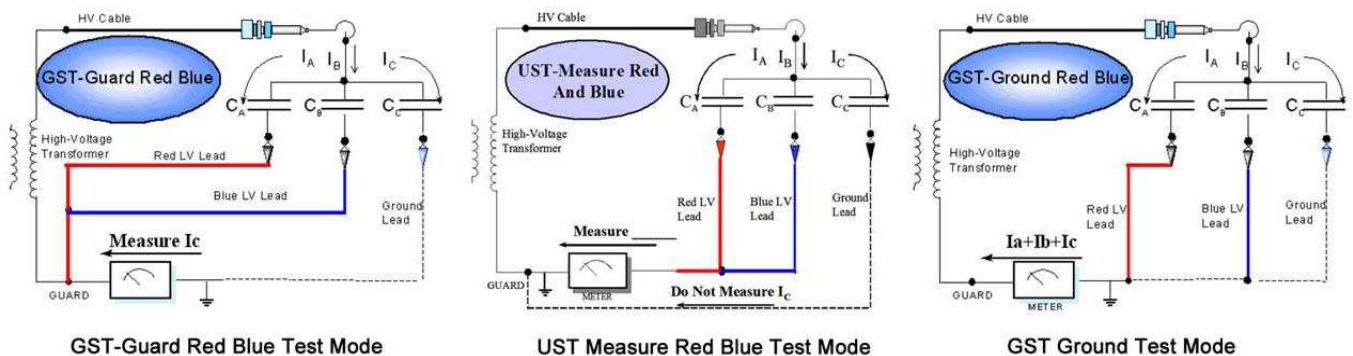 HV Cable
GST-Guard Red Blue
I_A I_B I_C
C_A C_B C_C
High-Voltage
Transformer
Red LV Lead
Blue LV Lead
Ground
Lead
Measure Ic
GUARD
GST-Guard Red Blue Test Mode
HV Cable
UST-Measure Red
And Blue
I_A I_B I_C
C_A C_B C_C
High-Voltage
Transformer
Red LV
Lead
Blue LV
Lead
Ground
Lead
Measure ____
GUARD
METER
Do Not Measure I_C
UST Measure Red Blue Test Mode
HV Cable
GST-Ground Red Blue
I_A I_B I_C
C_A C_B C_C
High-Voltage
Transformer
Red LV
Lead
Blue LV
Lead
Ground
Lead
Ia+Ib+Ic
GUARD
METER
GST Ground Test Mode